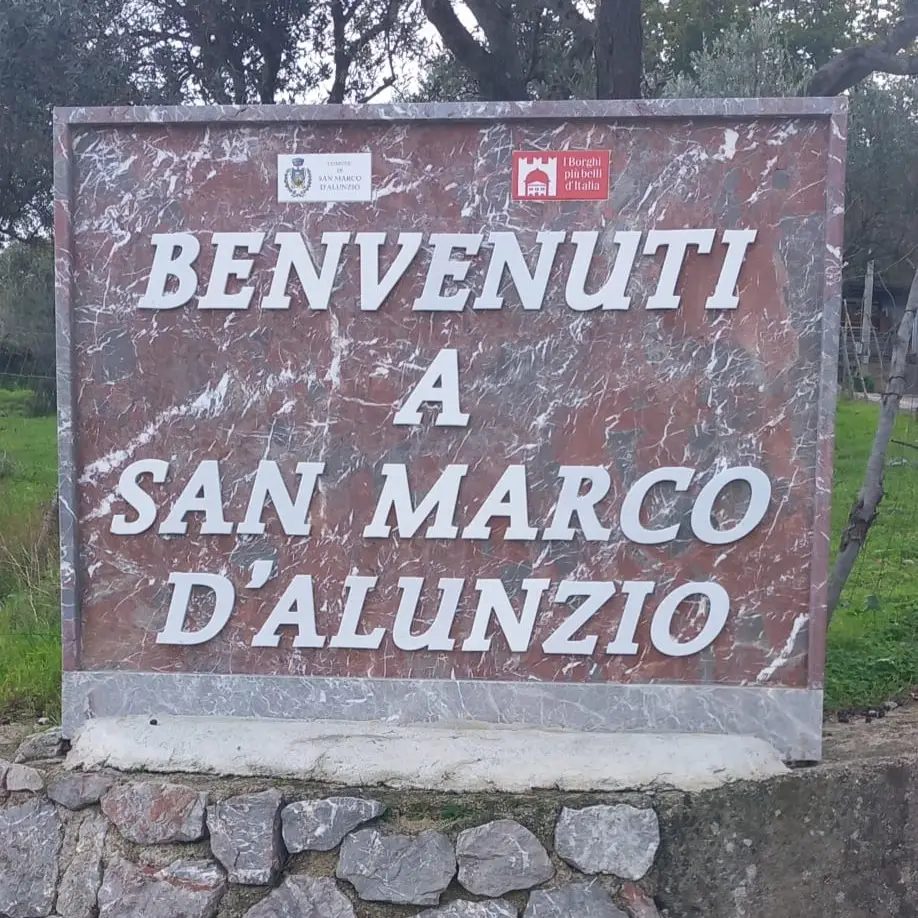 COMUNE
DI
SAN MARCO
D'ALUNZIO
I Borghi
più belli
d'Italia
BENVENUTI
A
SAN MARCO
D'ALUNZIO